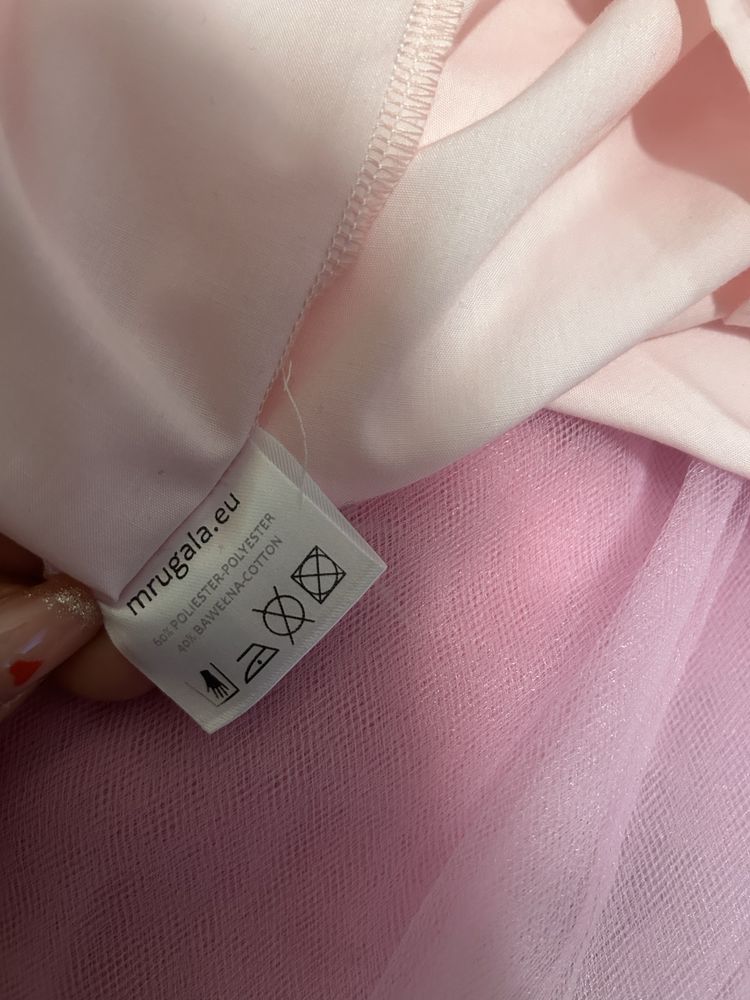 mrugala.eu
60% POLIESTER-POLYESTER
40% BAWEŁNA-COTTON